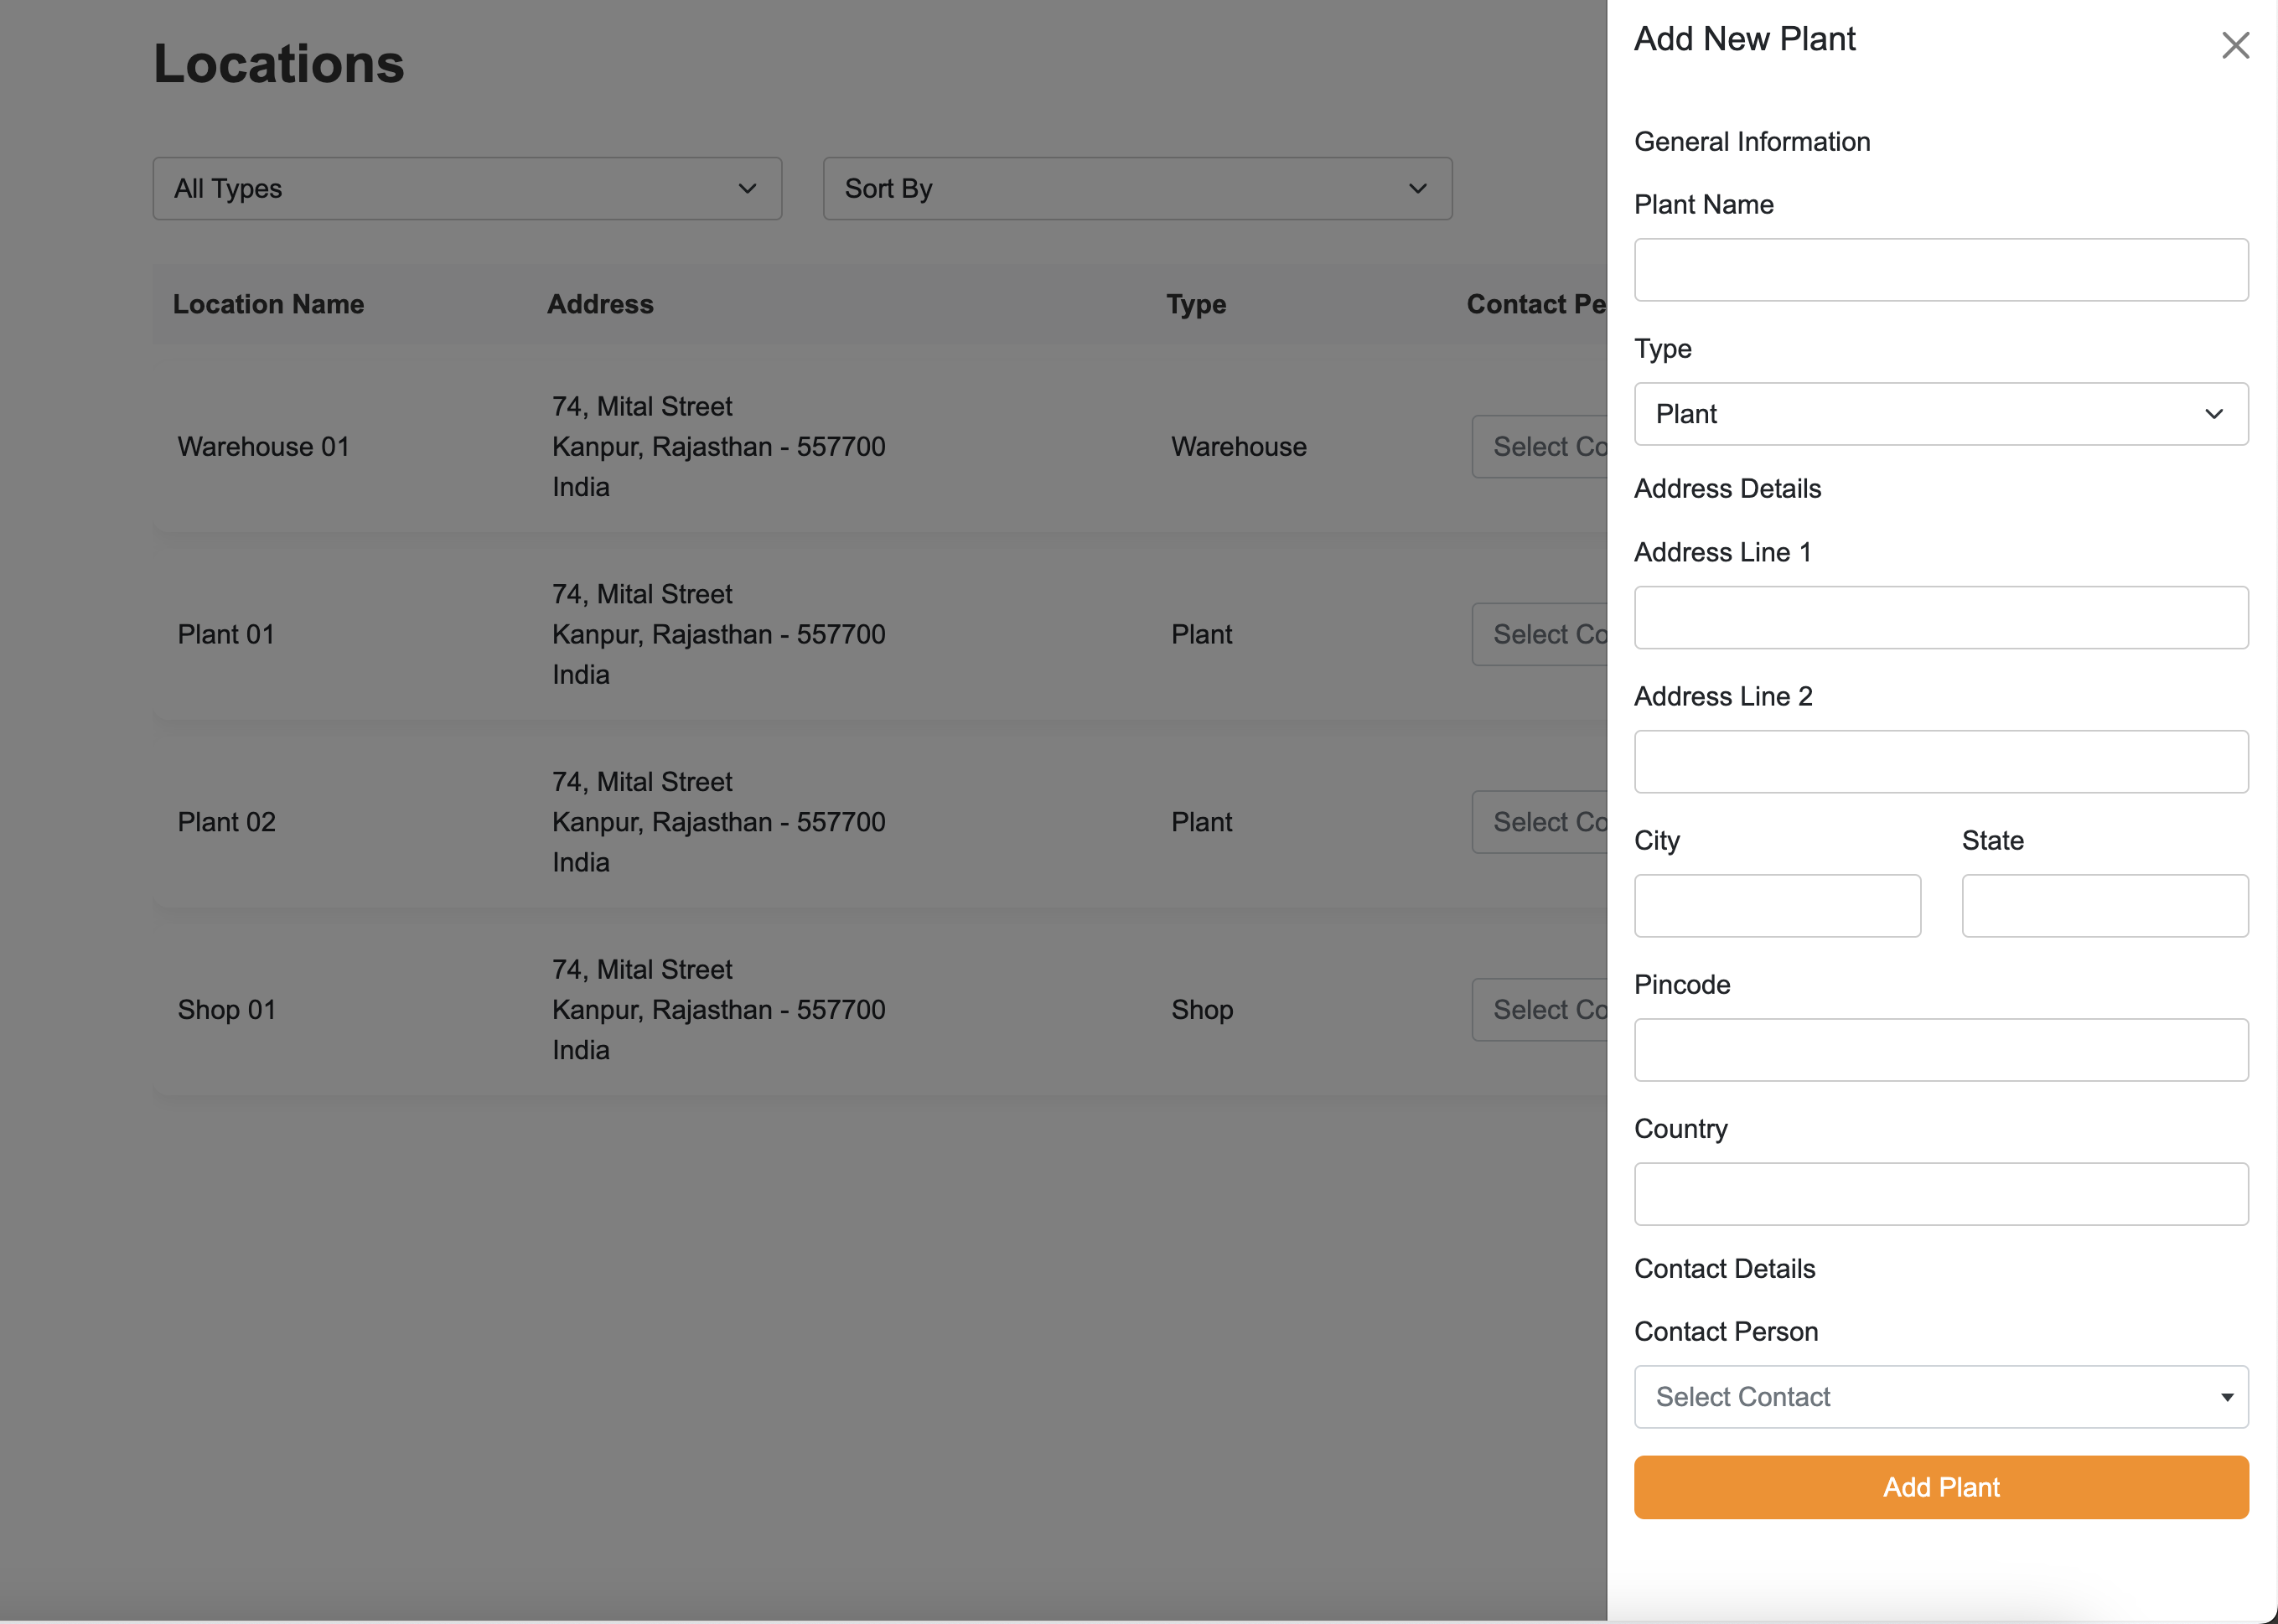 Locations
All Types
Sort By
Location Name Address Type Contact Pe
Warehouse 01
74, Mital Street
Kanpur, Rajasthan - 557700
India
Warehouse
Select Co
Plant 01
74, Mital Street
Kanpur, Rajasthan - 557700
India
Plant
Select Co
Plant 02
74, Mital Street
Kanpur, Rajasthan - 557700
India
Plant
Select Co
Shop 01
74, Mital Street
Kanpur, Rajasthan - 557700
India
Shop
Select Co
Add New Plant
General Information
Plant Name
Type
Plant
Address Details
Address Line 1
Address Line 2
City State
Pincode
Country
Contact Details
Contact Person
Select Contact
Add Plant